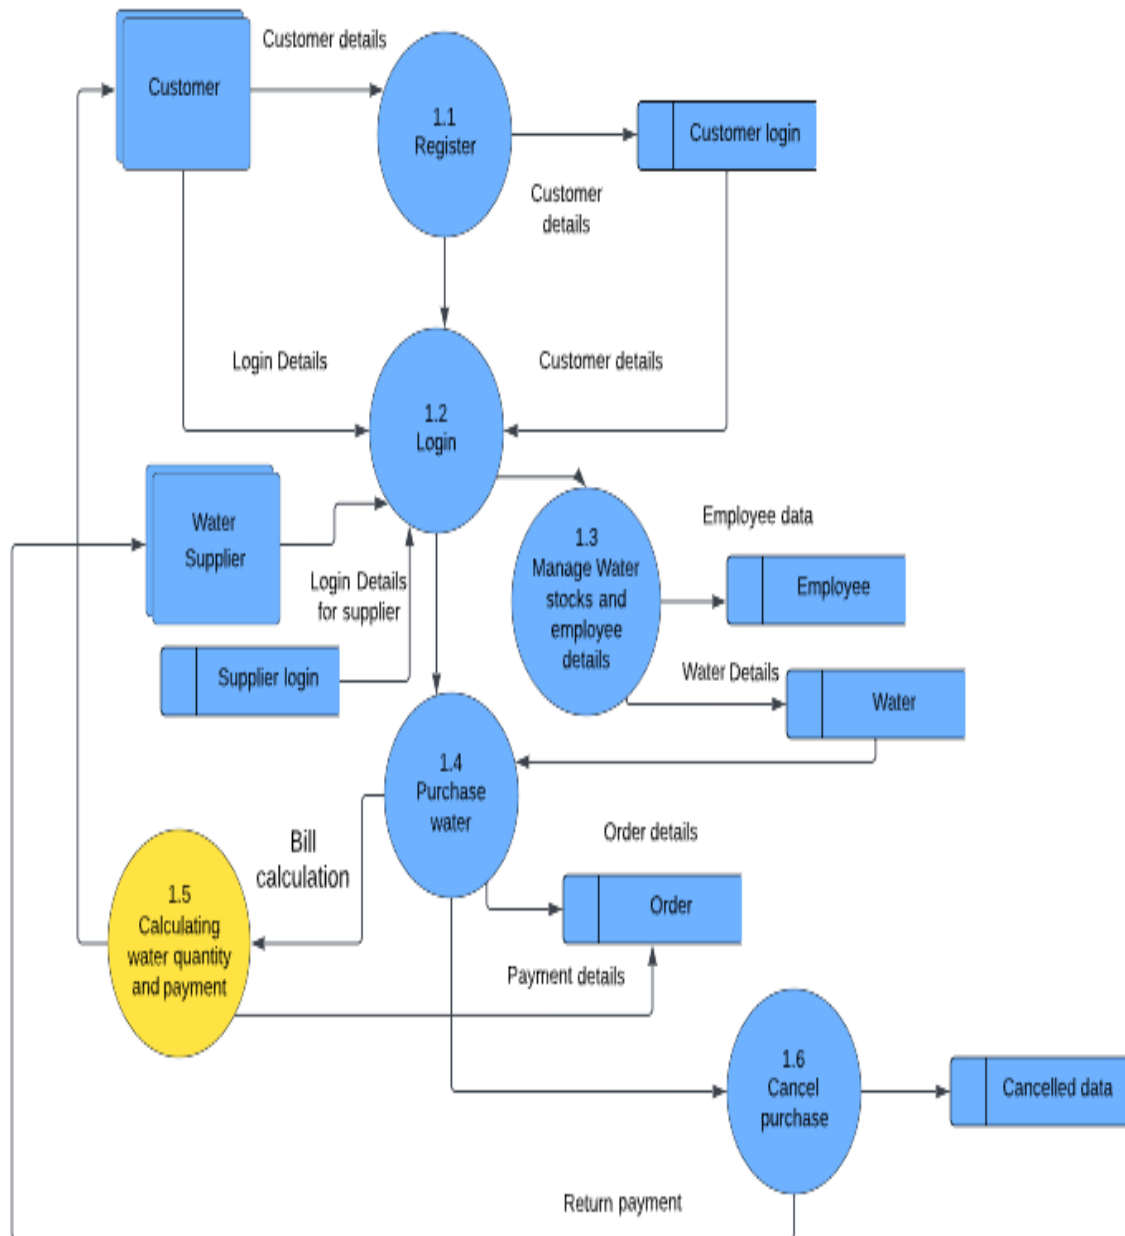 Customer details
Customer
1.1
Register
Customer login
Customer
details
Login Details
Customer details
1.2
Login
Water
Supplier
Login Details
for supplier
Supplier login
1.3
Manage Water
stocks and
employee
details
Employee data
Employee
Water Details
Water
1.4
Purchase
water
Bill
calculation
Order details
Order
1.5
Calculating
water quantity
and payment
Payment details
1.6
Cancel
purchase
Cancelled data
Return payment